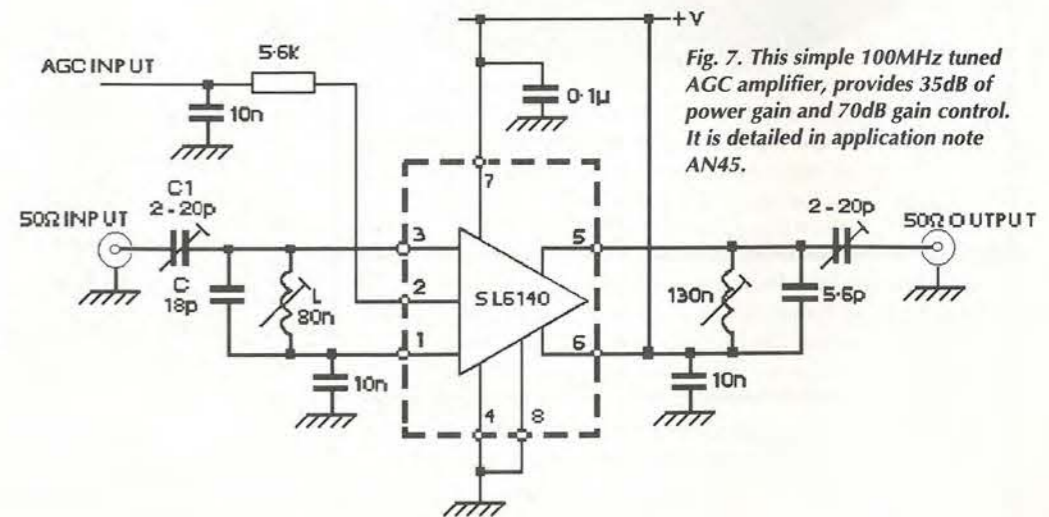 +V
5·6K
AGC INPUT
10n
0·1µ
Fig. 7. This simple 100MHz tuned
AGC amplifier, provides 35dB of
power gain and 70dB gain control.
It is detailed in application note
AN45.
7
C1
2 - 20p
50Ω INPUT
C
18p
L
80n
3
2
1
SL6140
5
6
2 - 20p
50Ω OUTPUT
130n
5·6p
10n
4
8
10n